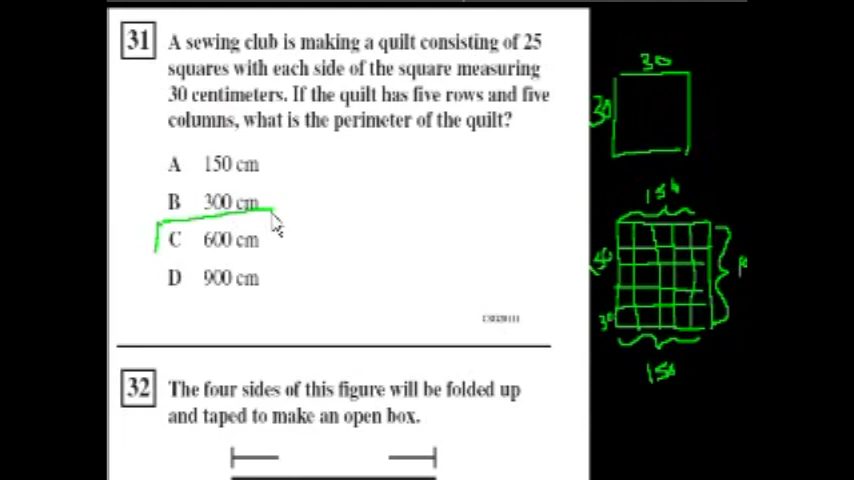 31 A sewing club is making a quilt consisting of 25
squares with each side of the square measuring
30 centimeters. If the quilt has five rows and five
columns, what is the perimeter of the quilt?
A 150 cm
B 300 cm
C 600 cm
D 900 cm
32 The four sides of this figure will be folded up
and taped to make an open box.
30
30
150
30
150